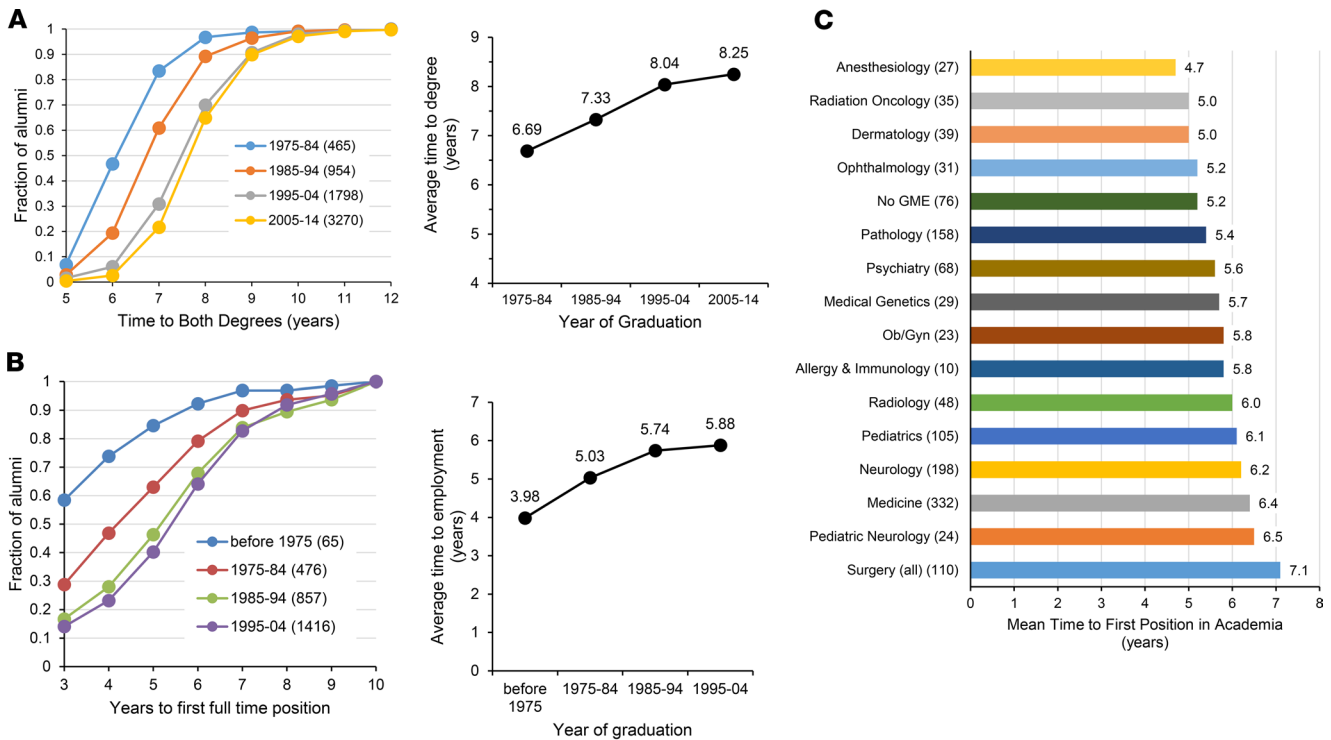 A
Fraction of alumni
1
0.9
0.8
0.7
0.6
0.5
0.4
0.3
0.2
0.1
0
1975-84 (465)
1985-94 (954)
1995-04 (1798)
2005-14 (3270)
5 6 7 8 9 10 11 12
Time to Both Degrees (years)
Average time to degree
(years)
9
8
7
6
5
4
6.69
7.33
8.04
8.25
1975-84 1985-94 1995-04 2005-14
Year of Graduation
B
Fraction of alumni
1
0.9
0.8
0.7
0.6
0.5
0.4
0.3
0.2
0.1
0
before 1975 (65)
1975-84 (476)
1985-94 (857)
1995-04 (1416)
3 4 5 6 7 8 9 10
Years to first full time position
Average time to employment
(years)
7
6
5
4
3
2
1
0
3.98
5.03
5.74
5.88
before 1975-84 1985-94 1995-04
1975
Year of graduation
C
Anesthesiology (27) 4.7
Radiation Oncology (35) 5.0
Dermatology (39) 5.0
Ophthalmology (31) 5.2
No GME (76) 5.2
Pathology (158) 5.4
Psychiatry (68) 5.6
Medical Genetics (29) 5.7
Ob/Gyn (23) 5.8
Allergy & Immunology (10) 5.8
Radiology (48) 6.0
Pediatrics (105) 6.1
Neurology (198) 6.2
Medicine (332) 6.4
Pediatric Neurology (24) 6.5
Surgery (all) (110) 7.1
0 1 2 3 4 5 6 7 8
Mean Time to First Position in Academia
(years)